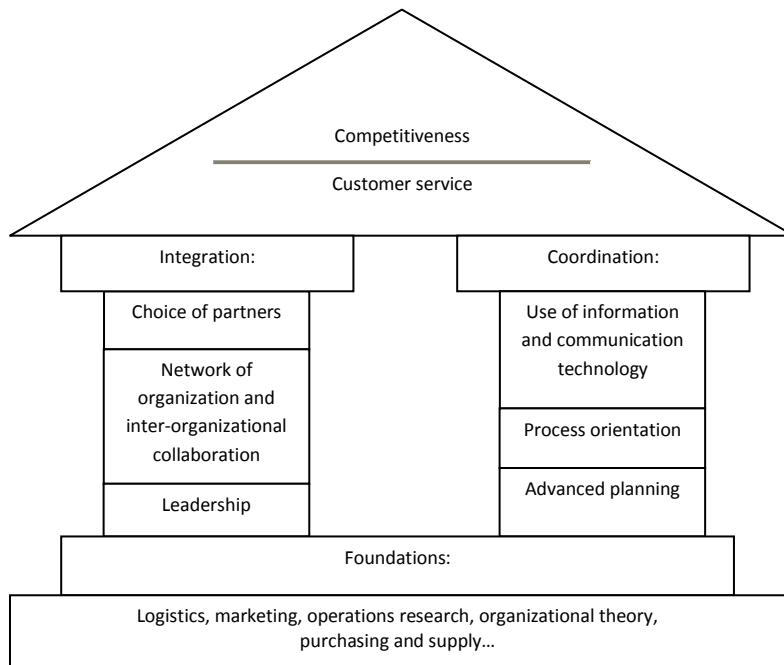 Competitiveness
Customer service
Integration:
Choice of partners
Network of
organization and
inter-organizational
collaboration
Leadership
Coordination:
Use of information
and communication
technology
Process orientation
Advanced planning
Foundations:
Logistics, marketing, operations research, organizational theory,
purchasing and supply...